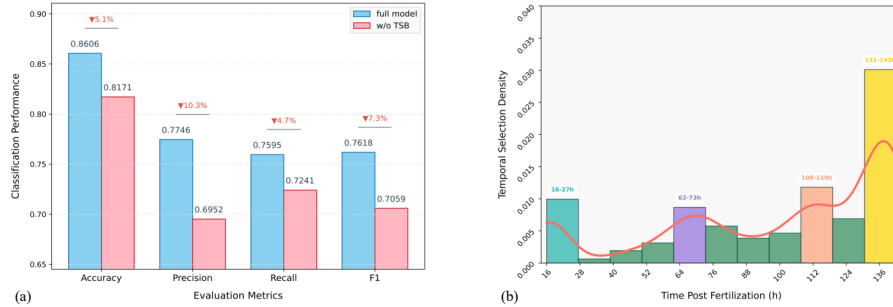 0.90
0.85
0.80
0.75
0.70
0.65
Classification Performance
▼5.1%
0.8606
0.8171
▼10.3%
0.7746
0.6952
▼4.7%
0.7595
0.7241
▼7.3%
0.7618
0.7059
full model
w/o TSB
Accuracy Precision Recall F1
Evaluation Metrics
(a)
0.040
0.035
0.030
0.025
0.020
0.015
0.010
0.005
0.000
Temporal Selection Density
16-27h
62-73h
108-119h
131-142h
16 28 40 52 64 76 88 100 112 124 136
Time Post Fertilization (h)
(b)